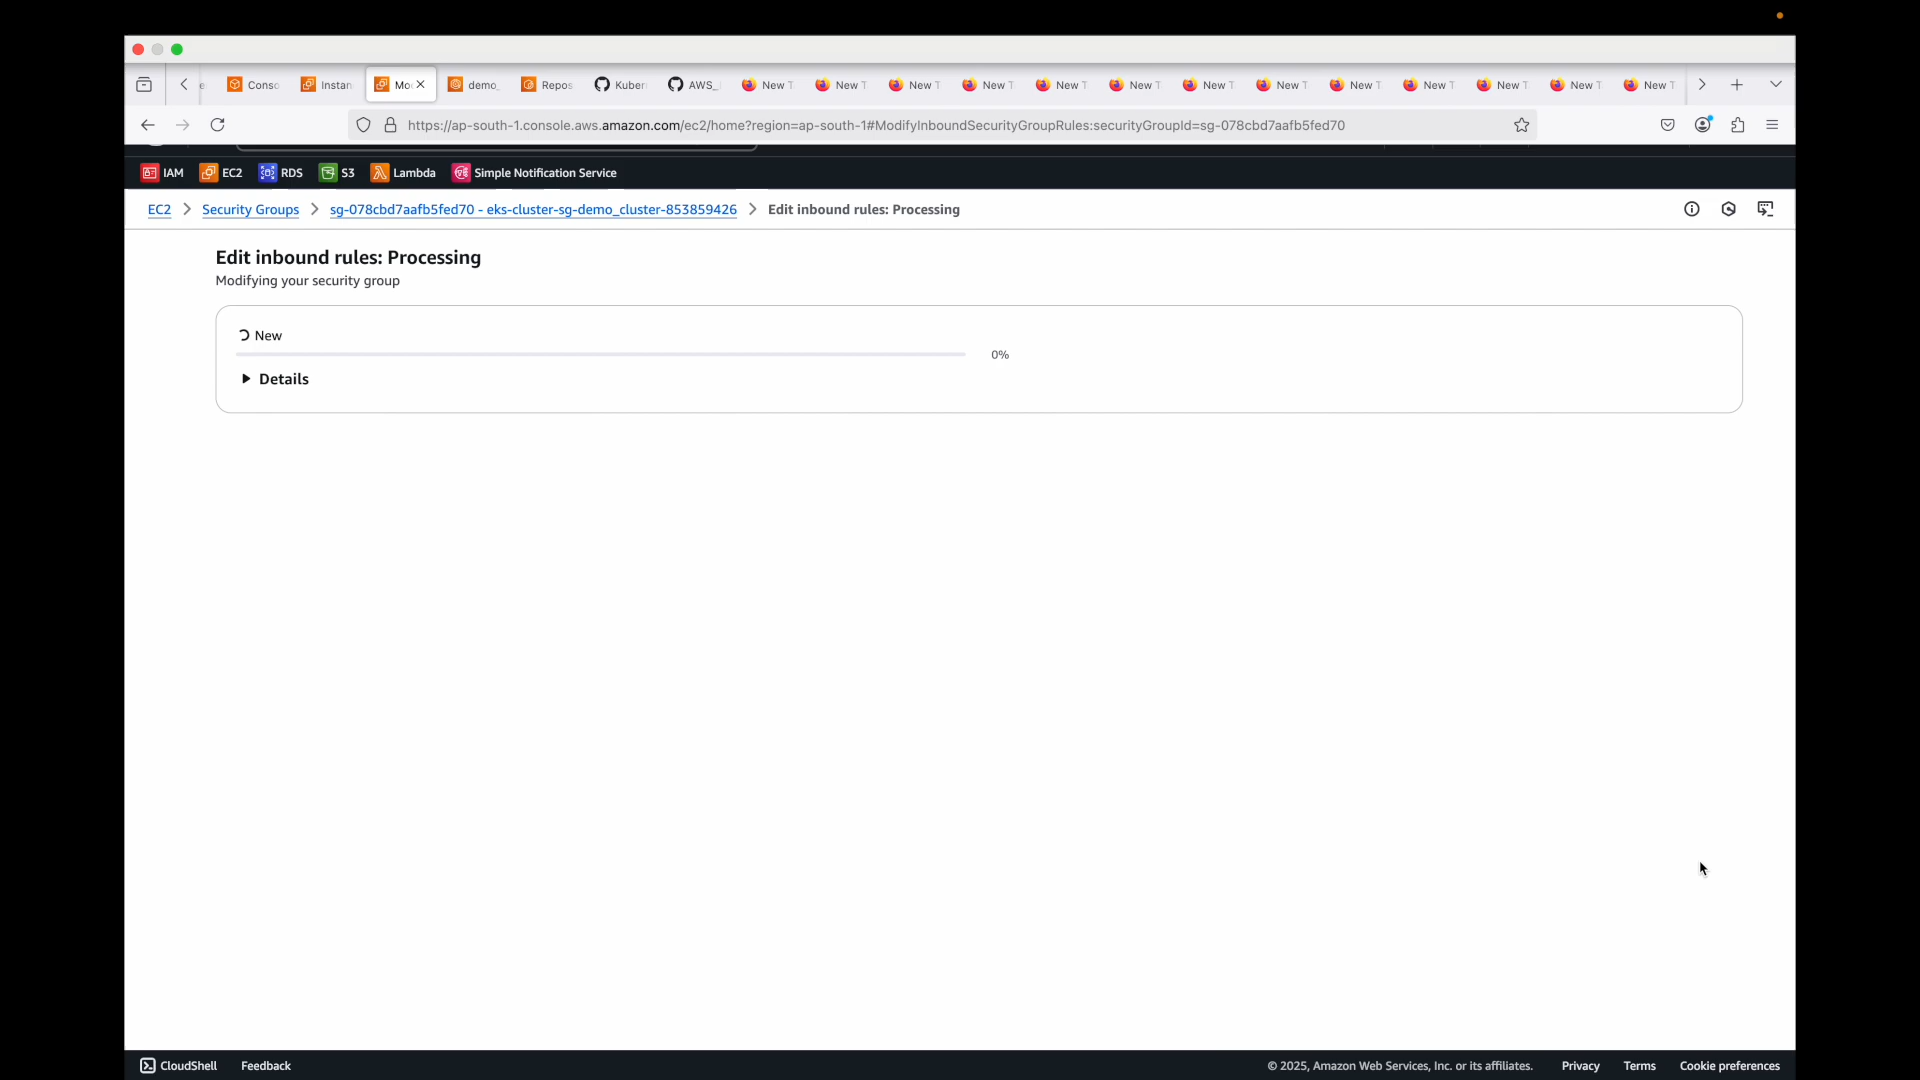 Conso
Instan
Mo
demo_
Repos
Kuber
AWS_
New T
New T
New T
New T
New T
New T
New T
New T
New T
New T
New T
New T
New T
https://ap-south-1.console.aws.amazon.com/ec2/home?region=ap-south-1#ModifyInboundSecurityGroupRules:securityGroupId=sg-078cbd7aafb5fed70
IAM EC2 RDS S3 Lambda Simple Notification Service
EC2 > Security Groups > sg-078cbd7aafb5fed70 - eks-cluster-sg-demo_cluster-853859426 > Edit inbound rules: Processing
Edit inbound rules: Processing
Modifying your security group
New
0%
Details
CloudShell Feedback © 2025, Amazon Web Services, Inc. or its affiliates. Privacy Terms Cookie preferences